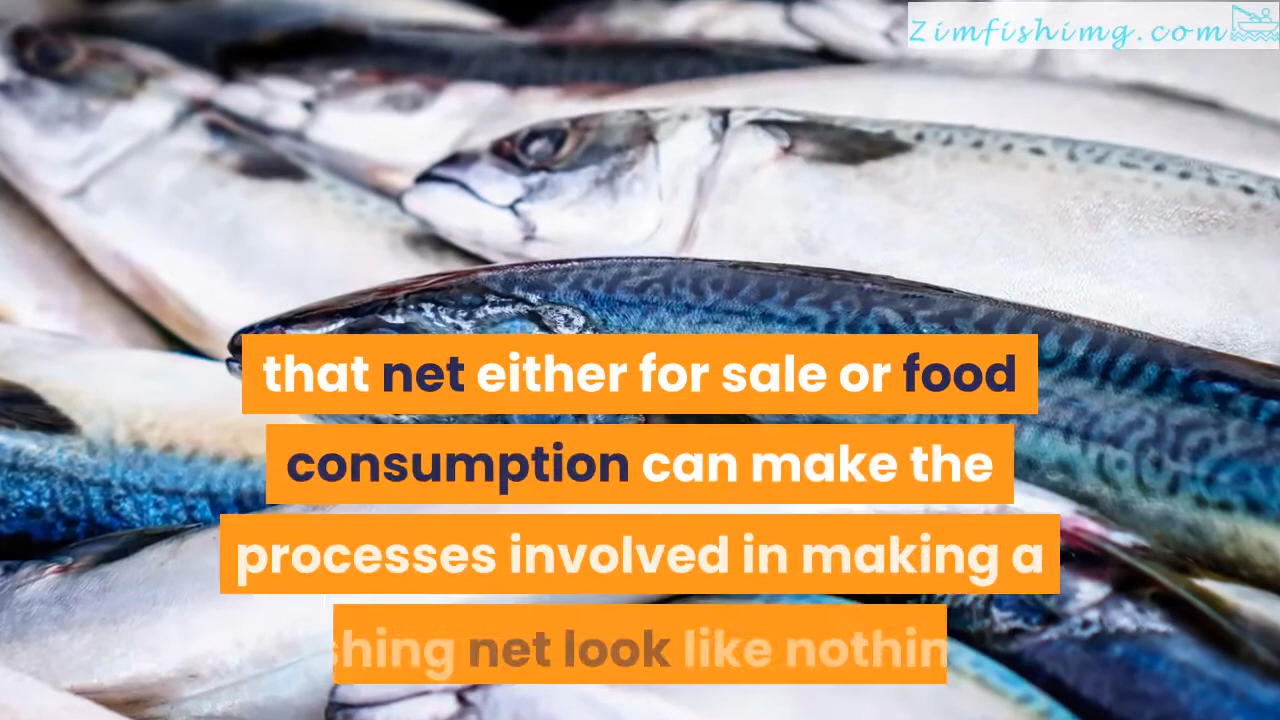 Zimfishimg.com
that net either for sale or food
consumption can make the
processes involved in making a
shing net look like nothin